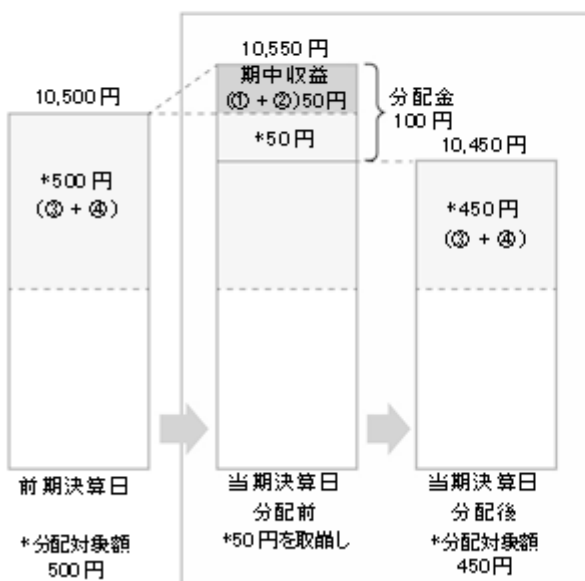 10,550円
期中収益
(①+②)50円
分配金
100円
10,500円
*50円
10,450円
*500円
(③+④)
*450円
(③+④)
前期決算日
当期決算日
分配前
当期決算日
分配後
*分配対象額
500円
*50円を取崩し
*分配対象額
450円